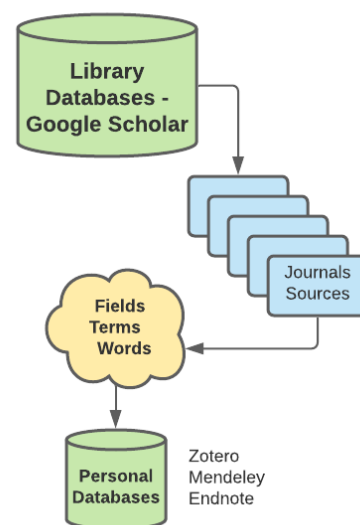 Library
Databases -
Google Scholar
Journals
Sources
Fields
Terms
Words
Personal
Databases
Zotero
Mendeley
Endnote